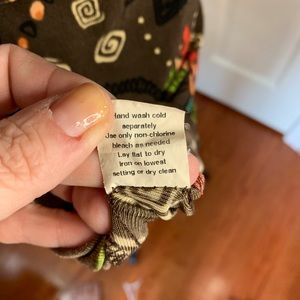 Hand wash cold
separately
Use only non-chlorine
bleach as needed
Lay flat to dry
Iron on lowest
setting or dry clean